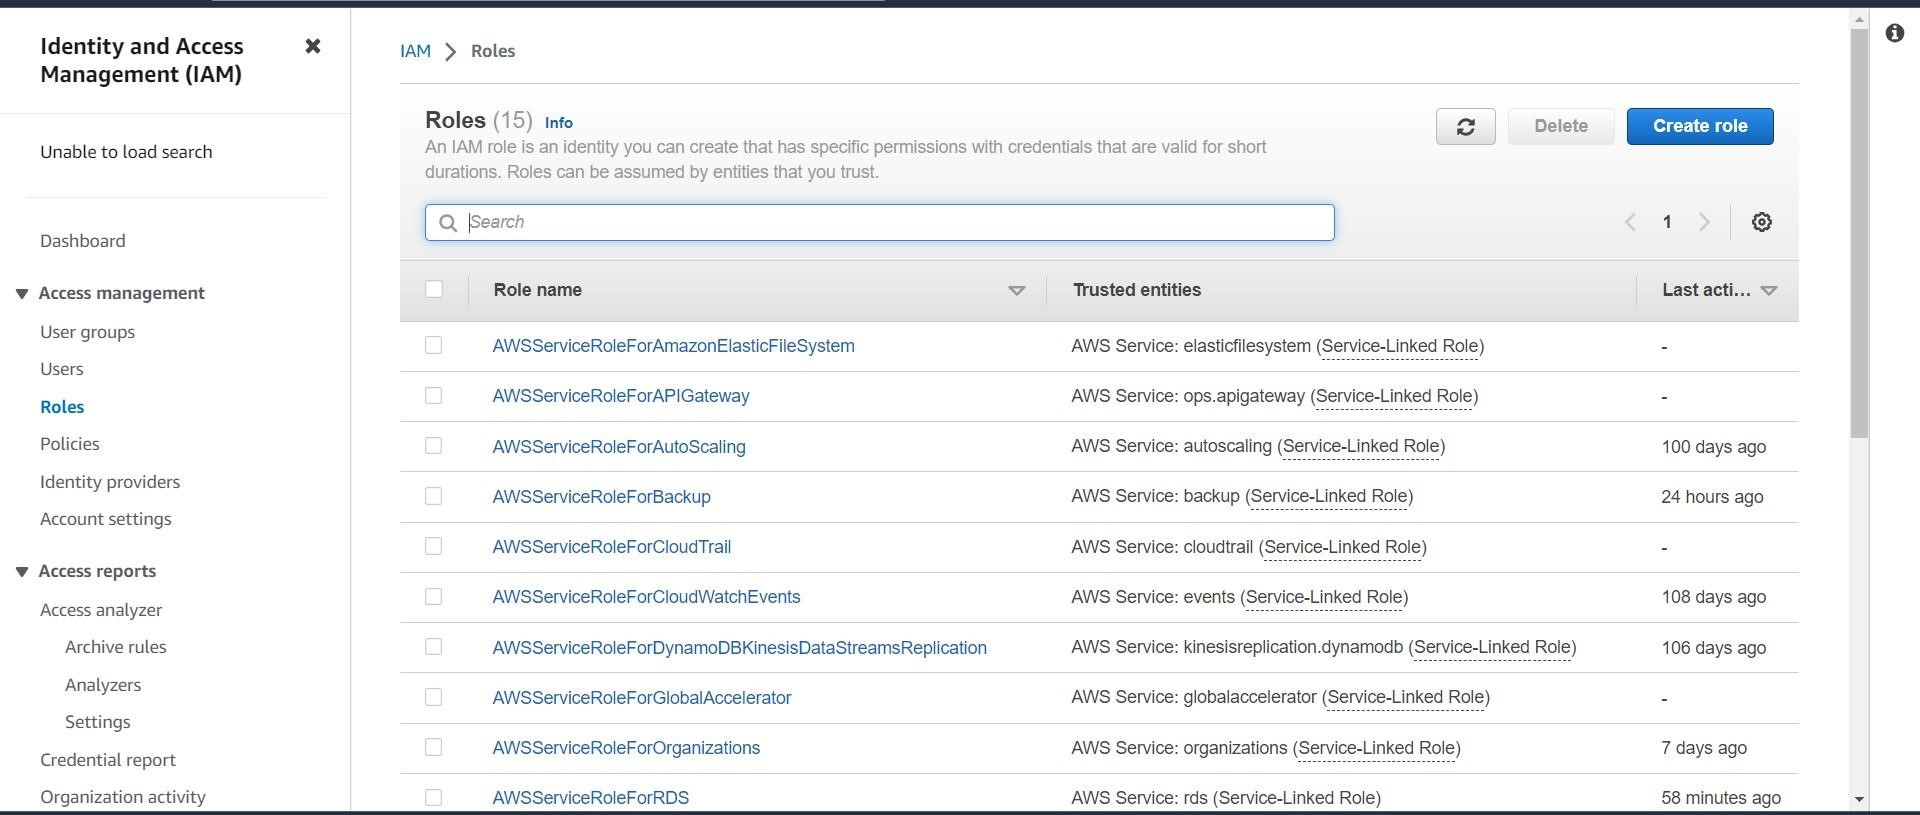 Identity and Access
Management (IAM)
Unable to load search
Dashboard
Access management
User groups
Users
Roles
Policies
Identity providers
Account settings
Access reports
Access analyzer
Archive rules
Analyzers
Settings
Credential report
Organization activity
IAM > Roles
Roles (15) Info
An IAM role is an identity you can create that has specific permissions with credentials that are valid for short
durations. Roles can be assumed by entities that you trust.
Delete
Create role
Search
1
Role name Trusted entities Last acti...
AWSServiceRoleForAmazonElasticFileSystem AWS Service: elasticfilesystem (Service-Linked Role) -
AWSServiceRoleForAPIGateway AWS Service: ops.apigateway (Service-Linked Role) -
AWSServiceRoleForAutoScaling AWS Service: autoscaling (Service-Linked Role) 100 days ago
AWSServiceRoleForBackup AWS Service: backup (Service-Linked Role) 24 hours ago
AWSServiceRoleForCloudTrail AWS Service: cloudtrail (Service-Linked Role) -
AWSServiceRoleForCloudWatchEvents AWS Service: events (Service-Linked Role) 108 days ago
AWSServiceRoleForDynamoDBKinesisDataStreamsReplication AWS Service: kinesisreplication.dynamodb (Service-Linked Role) 106 days ago
AWSServiceRoleForGlobalAccelerator AWS Service: globalaccelerator (Service-Linked Role) -
AWSServiceRoleForOrganizations AWS Service: organizations (Service-Linked Role) 7 days ago
AWSServiceRoleForRDS AWS Service: rds (Service-Linked Role) 58 minutes ago